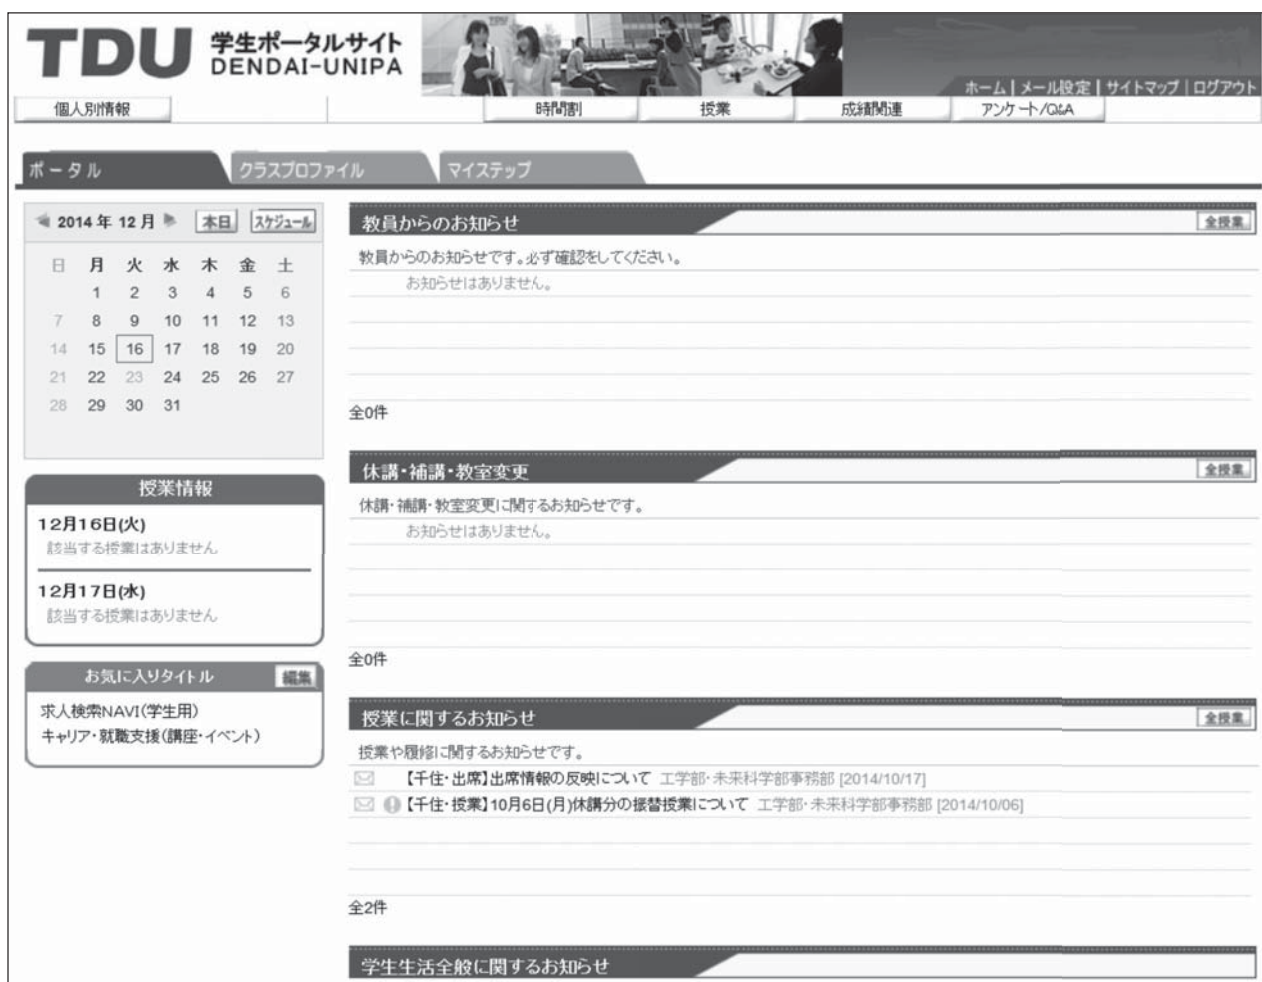 TDU 学生ポータルサイト
DENDAI-UNIPA
ホーム | メール設定 | サイトマップ | ログアウト
個人別情報 時間割 授業 成績関連 アンケート/Q&A
ポータル クラスプロファイル マイステップ
2014 年 12 月 本日 スケジュール
日 月 火 水 木 金 土
1 2 3 4 5 6
7 8 9 10 11 12 13
14 15 16 17 18 19 20
21 22 23 24 25 26 27
28 29 30 31
授業情報
12月16日(火)
該当する授業はありません
12月17日(水)
該当する授業はありません
お気に入りタイトル 編集
求人検索NAVI(学生用)
キャリア・就職支援(講座・イベント)
教員からのお知らせ 全授業
教員からのお知らせです。必ず確認をしてください。
お知らせはありません。
全0件
休講・補講・教室変更 全授業
休講・補講・教室変更に関するお知らせです。
お知らせはありません。
全0件
授業に関するお知らせ 全授業
授業や履修に関するお知らせです。
【千住・出席】出席情報の反映について 工学部・未来科学部事務部 [2014/10/17]
【千住・授業】10月6日(月)休講分の振替授業について 工学部・未来科学部事務部 [2014/10/06]
全2件
学生生活全般に関するお知らせ